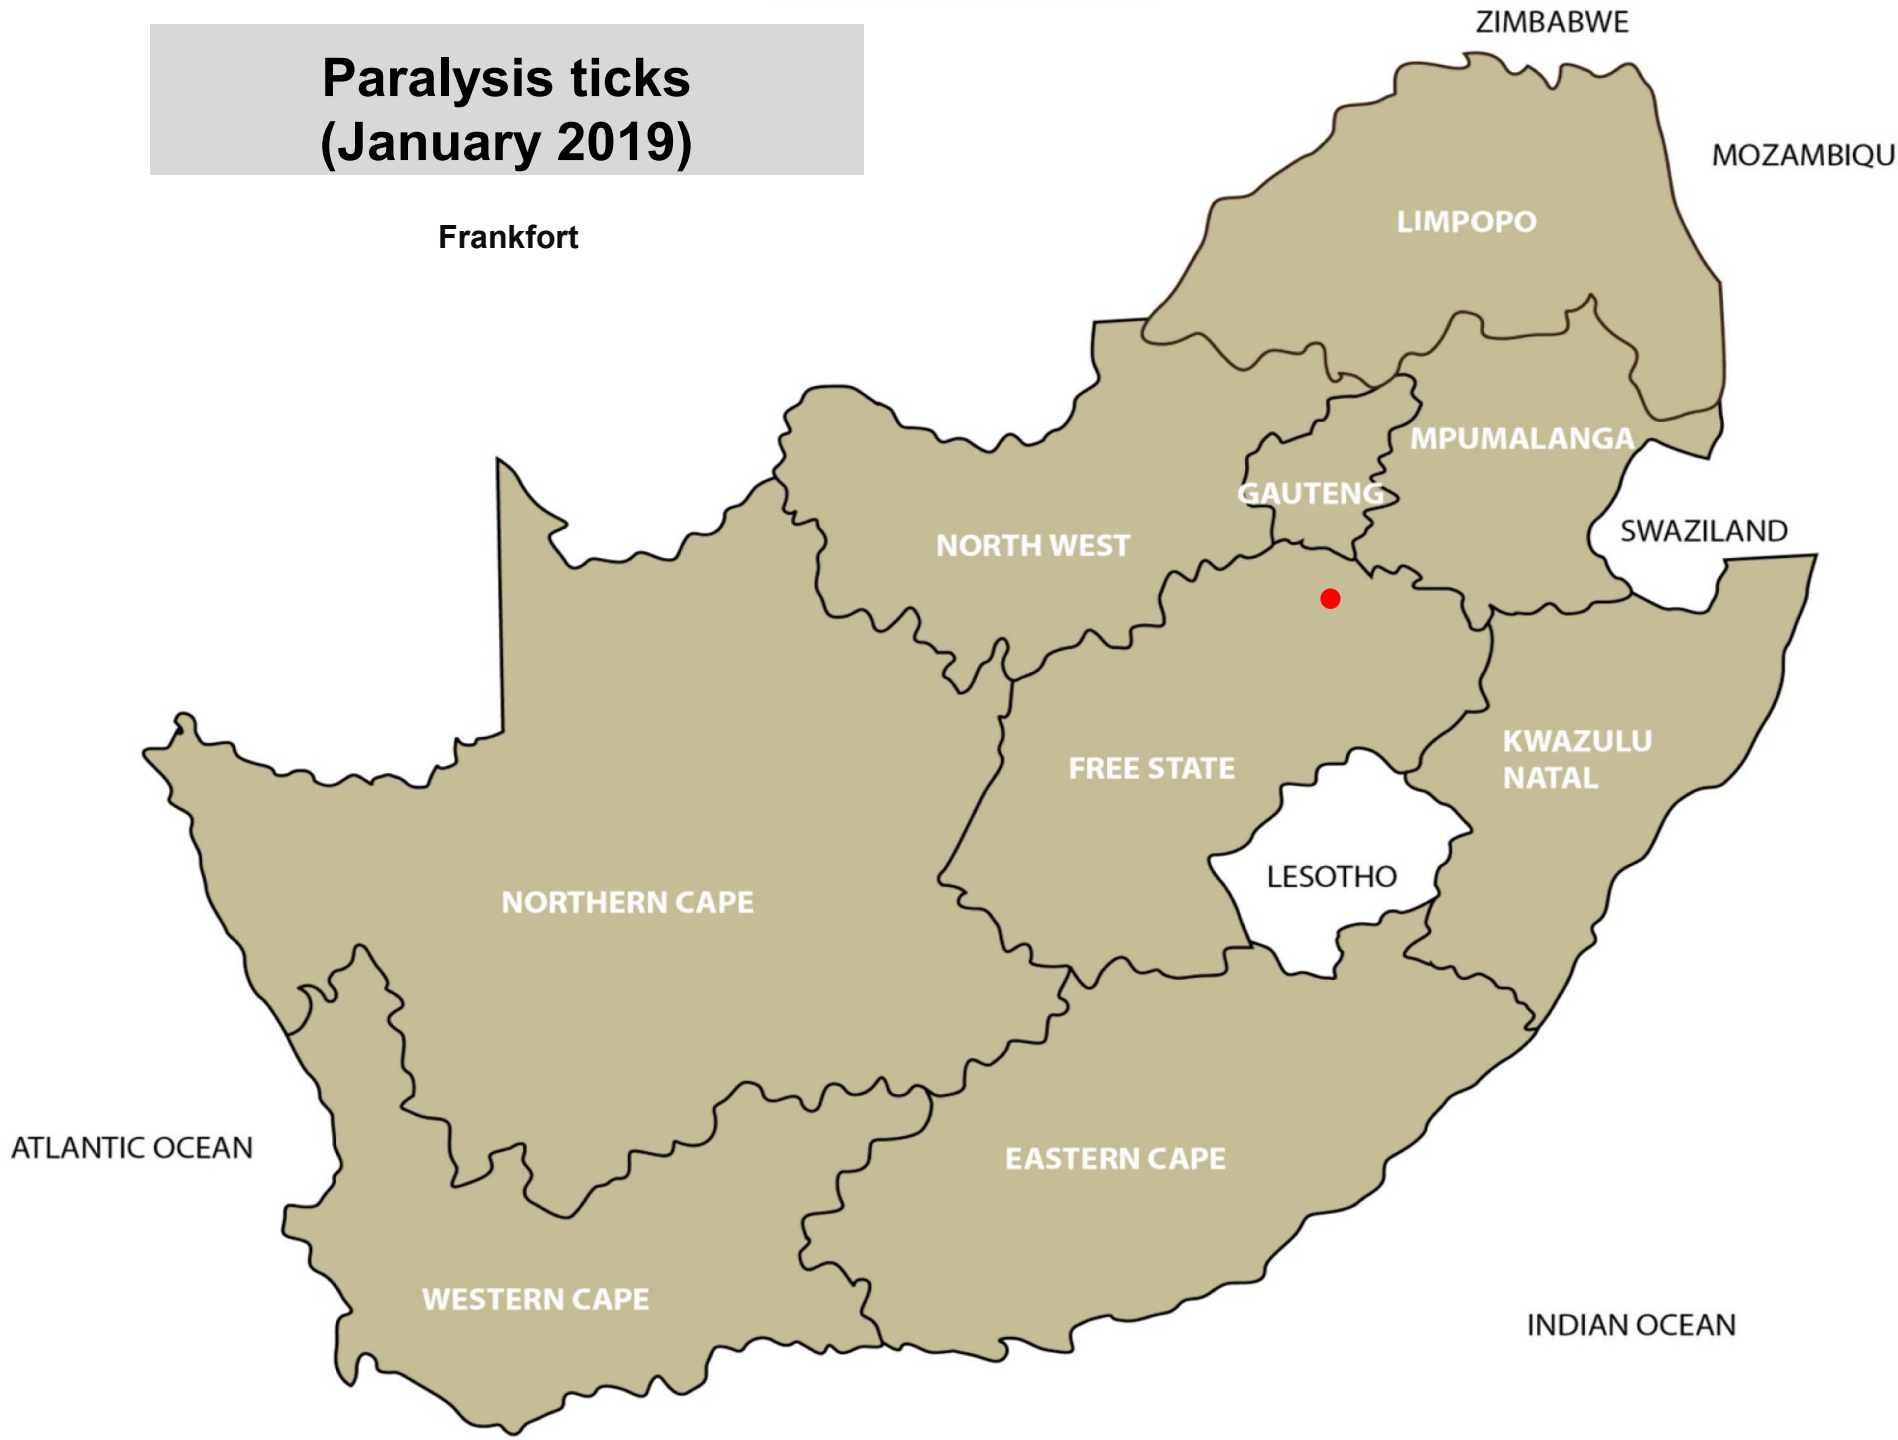 Paralysis ticks
(January 2019)
Frankfort
ZIMBABWE
MOZAMBIQU
LIMPOPO
MPUMALANGA
GAUTENG
SWAZILAND
NORTH WEST
KWAZULU
NATAL
FREE STATE
LESOTHO
NORTHERN CAPE
ATLANTIC OCEAN
EASTERN CAPE
WESTERN CAPE
INDIAN OCEAN